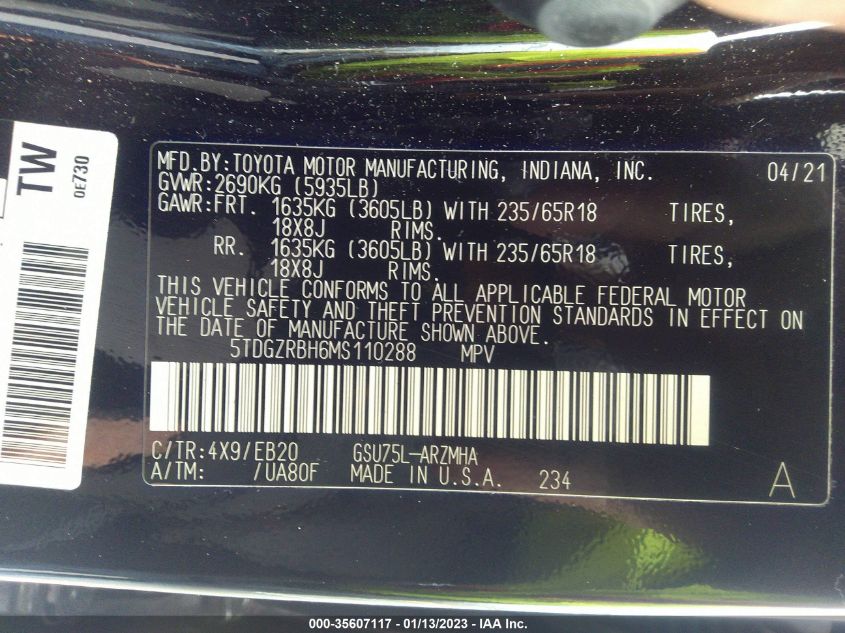 TW
0E730
MFD.BY:TOYOTA MOTOR MANUFACTURING, INDIANA, INC. 04/21
GVWR:2690KG (5935LB)
GAWR:FRT. 1635KG (3605LB) WITH 235/65R18 TIRES,
18X8J RIMS.
RR. 1635KG (3605LB) WITH 235/65R18 TIRES,
18X8J RIMS.
THIS VEHICLE CONFORMS TO ALL APPLICABLE FEDERAL MOTOR
VEHICLE SAFETY AND THEFT PREVENTION STANDARDS IN EFFECT ON
THE DATE OF MANUFACTURE SHOWN ABOVE.
5TDGZRBH6MS110288 MPV
C/TR:4X9/EB20 GSU75L-ARZMHA
A/TM: /UA80F MADE IN U.S.A. 234 A
000-35607117 — 01/13/2023 — IAA Inc.